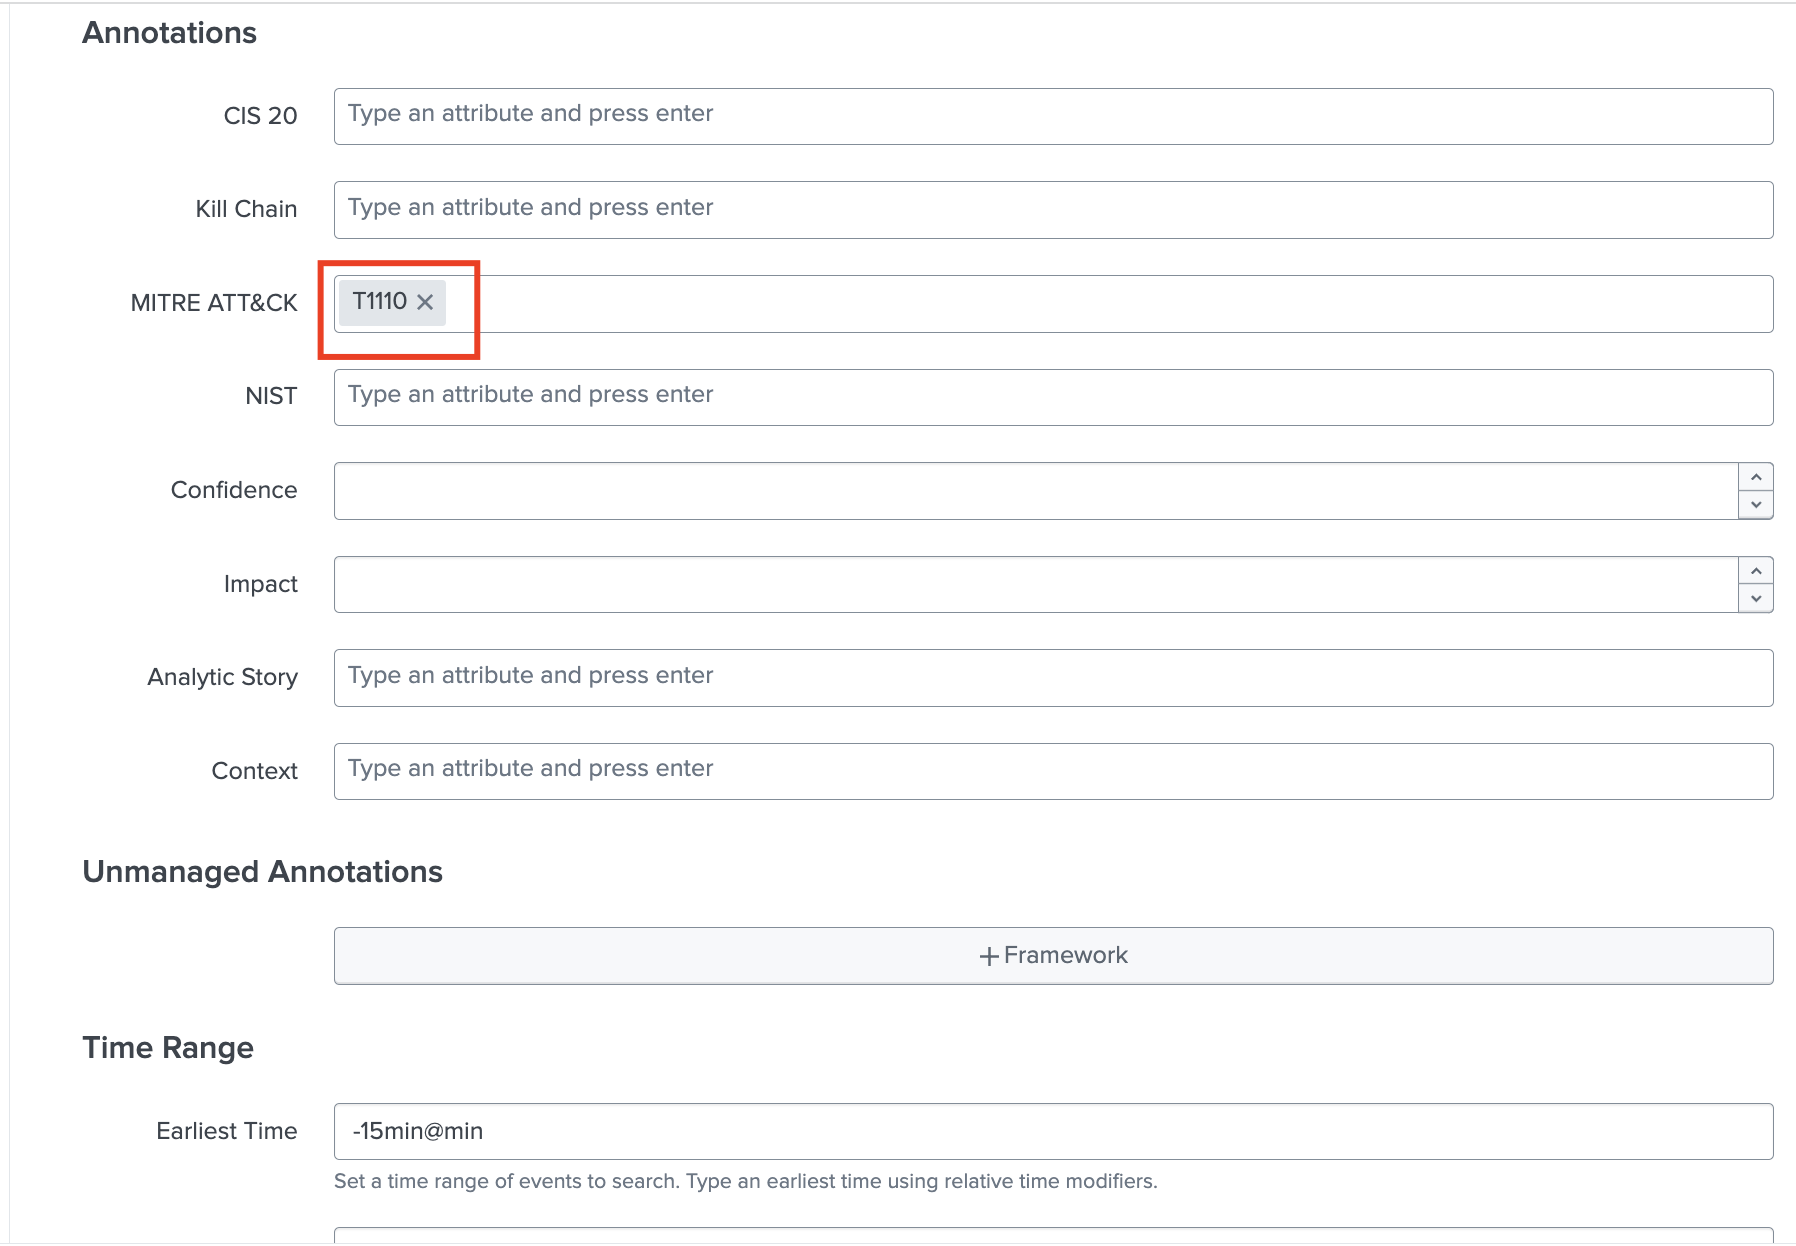 Annotations
CIS 20
Type an attribute and press enter
Kill Chain
Type an attribute and press enter
MITRE ATT&CK
T1110
NIST
Type an attribute and press enter
Confidence
Impact
Analytic Story
Type an attribute and press enter
Context
Type an attribute and press enter
Unmanaged Annotations
+Framework
Time Range
Earliest Time
-15min@min
Set a time range of events to search. Type an earliest time using relative time modifiers.